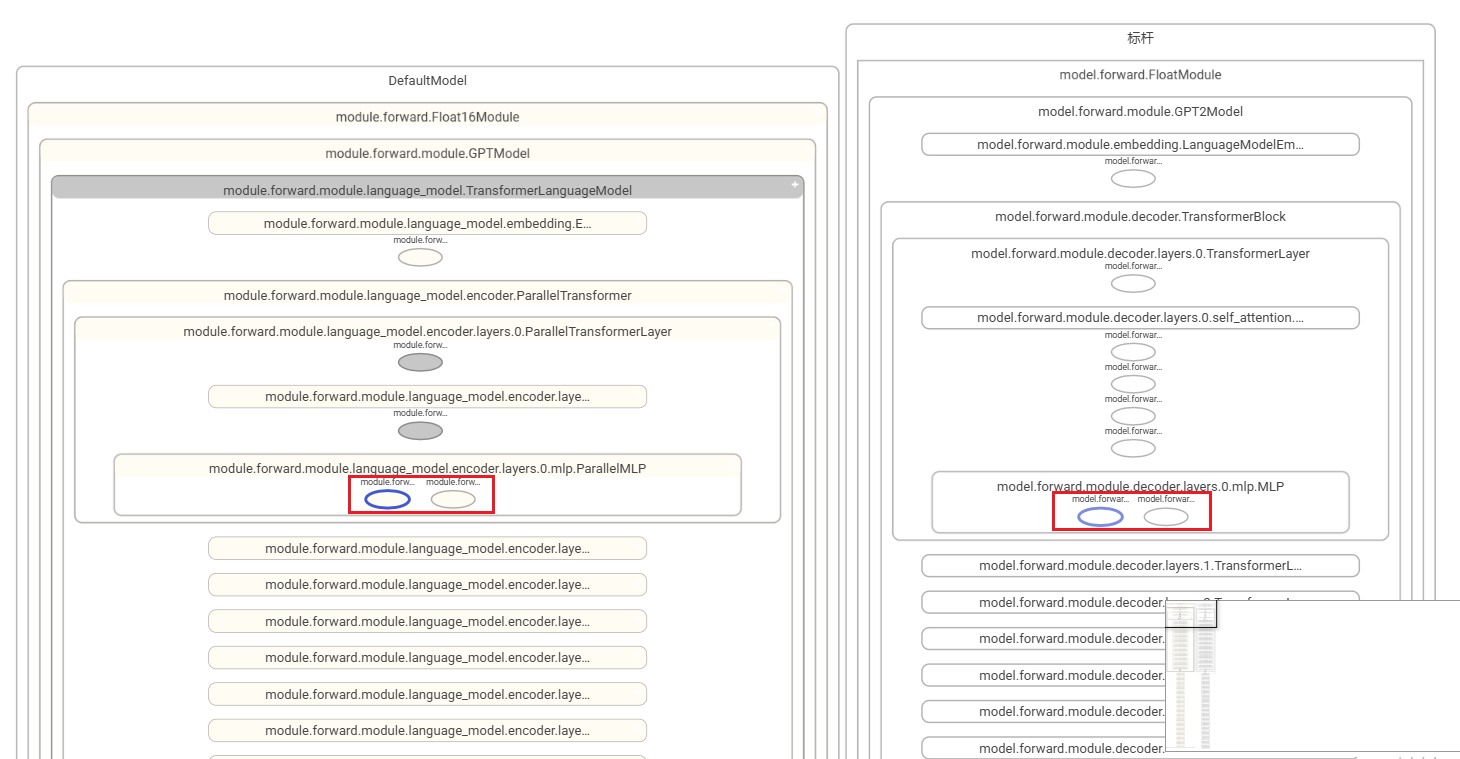 DefaultModel
module.forward.Float16Module
module.forward.module.GPTModel
module.forward.module.language_model.TransformerLanguageModel
module.forward.module.language_model.embedding.E...
module.forw...
module.forward.module.language_model.encoder.ParallelTransformer
module.forward.module.language_model.encoder.layers.0.ParallelTransformerLayer
module.forw...
module.forward.module.language_model.encoder.laye...
module.forw...
module.forward.module.language_model.encoder.layers.0.mlp.ParallelMLP
module.forw... module.forw...
module.forward.module.language_model.encoder.laye...
module.forward.module.language_model.encoder.laye...
module.forward.module.language_model.encoder.laye...
module.forward.module.language_model.encoder.laye...
module.forward.module.language_model.encoder.laye...
module.forward.module.language_model.encoder.laye...
标杆
model.forward.FloatModule
model.forward.module.GPT2Model
model.forward.module.embedding.LanguageModelEm...
model.forwar...
model.forward.module.decoder.TransformerBlock
model.forward.module.decoder.layers.0.TransformerLayer
model.forwar...
model.forward.module.decoder.layers.0.self_attention....
model.forwar...
model.forwar...
model.forwar...
model.forwar...
model.forward.module.decoder.layers.0.mlp.MLP
model.forwar... model.forwar...
model.forward.module.decoder.layers.1.TransformerL...
model.forward.module.decoder.
model.forward.module.decoder.
model.forward.module.decoder.
model.forward.module.decoder.
model.forward.module.decoder.